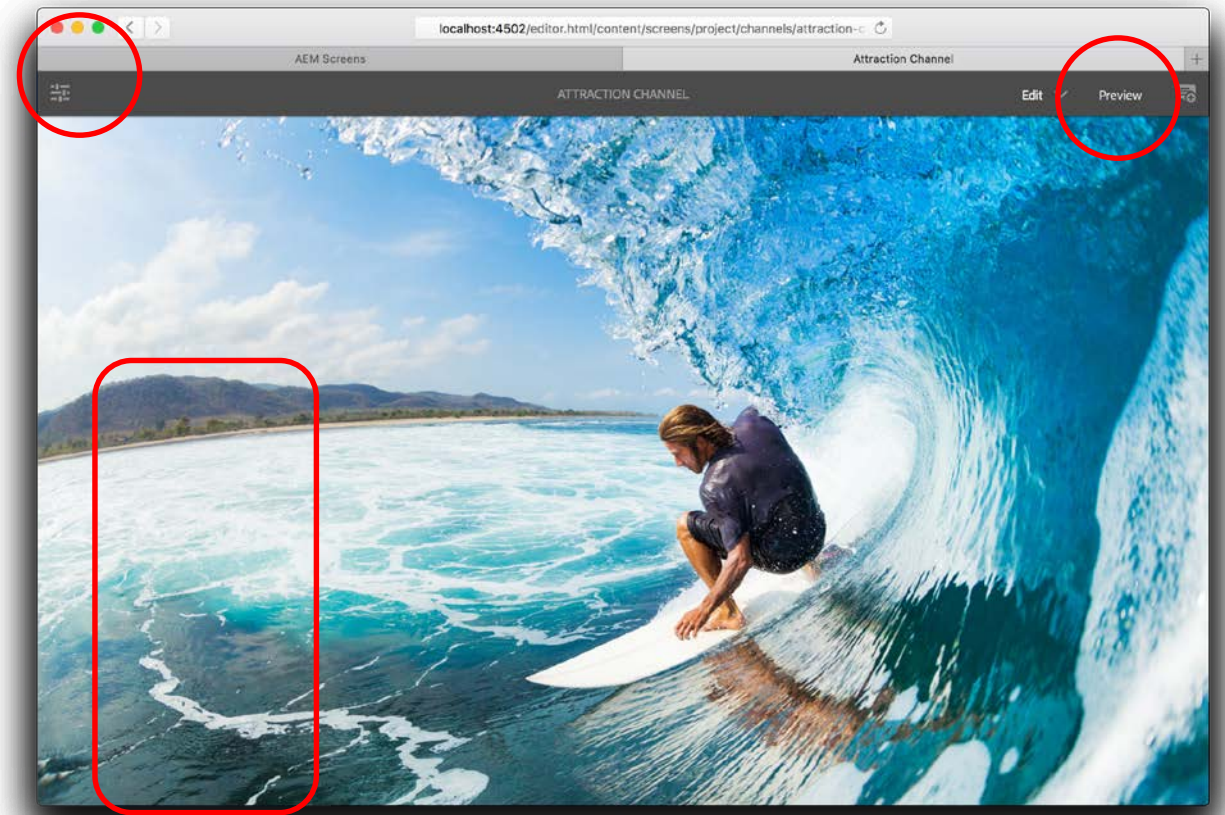 localhost:4502/editor.html/content/screens/project/channels/attraction-c
AEM Screens
Attraction Channel
ATTRACTION CHANNEL
Edit
Preview